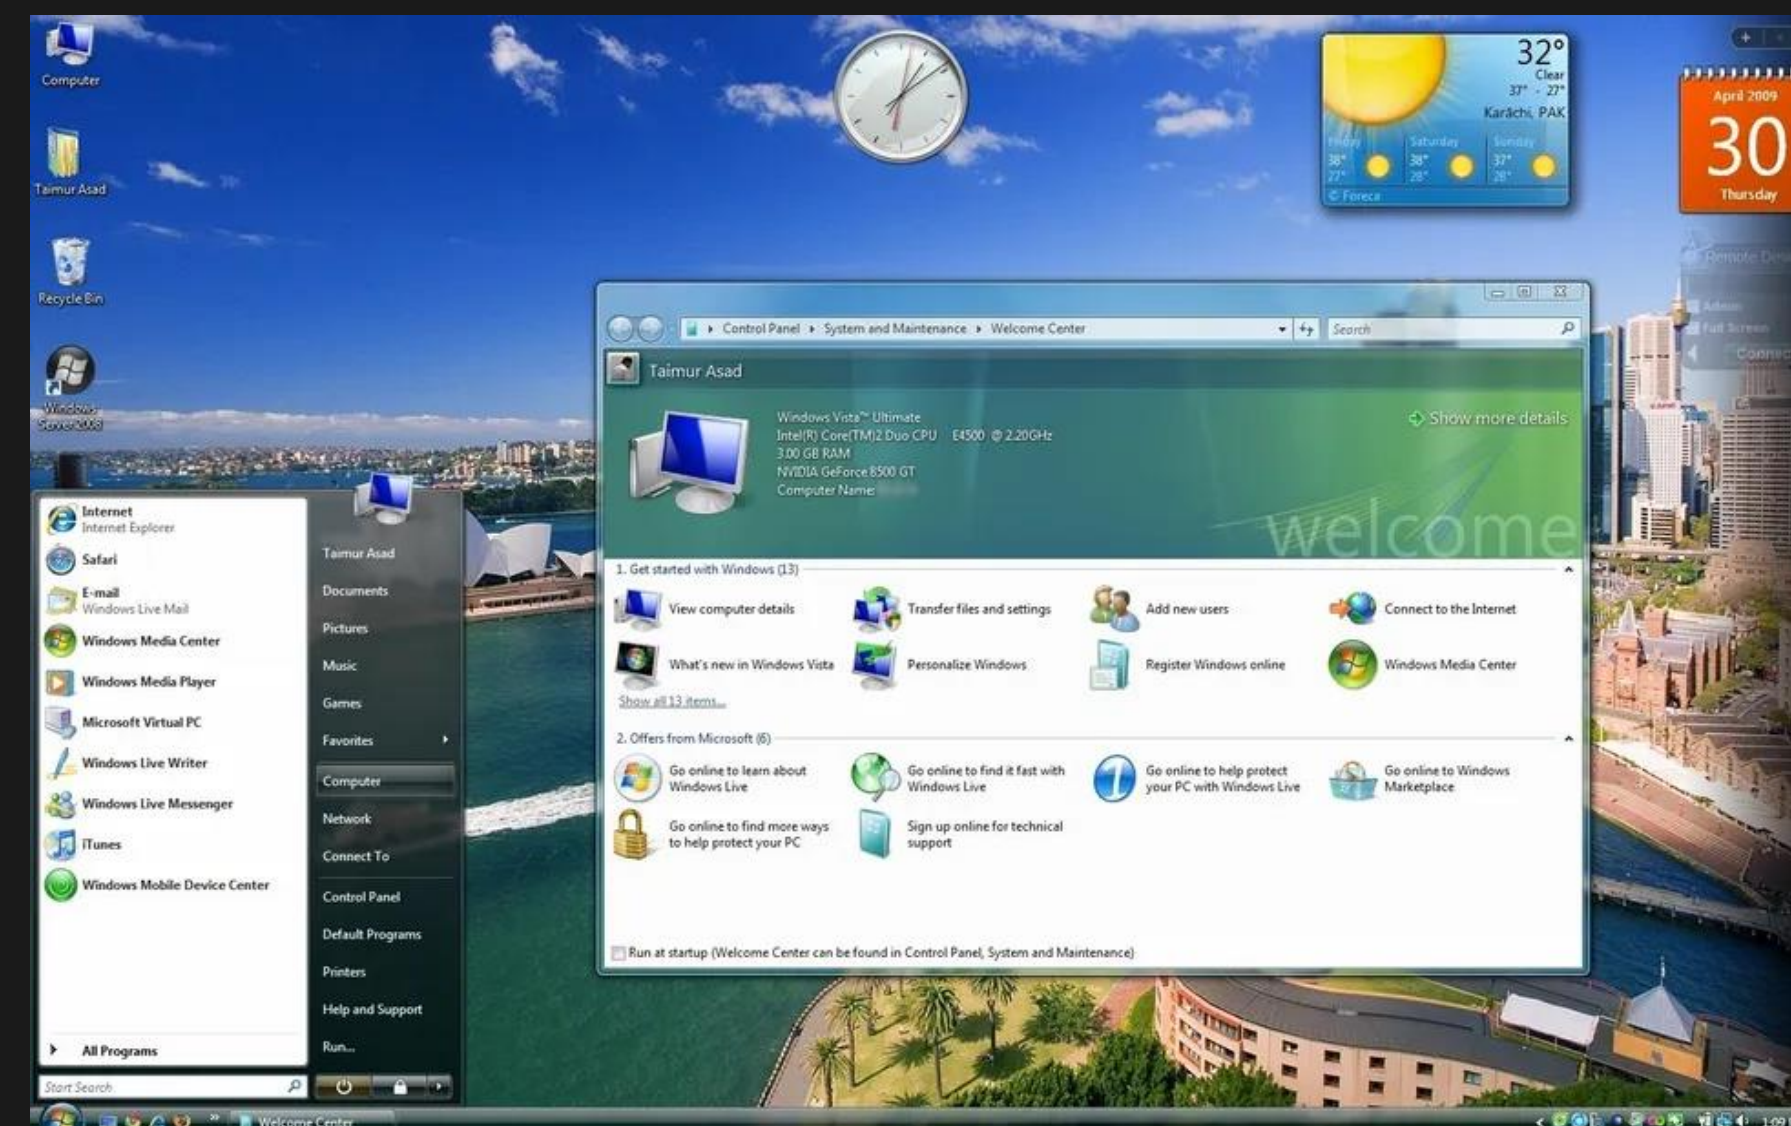 Computer
Taimur Asad
Recycle Bin
Windows
Server2008
32°
Clear
37° - 27°
Karāchi, PAK
Friday
38°
27°
Saturday
38°
28°
Sunday
37°
28°
© Foreca
April 2009
30
Thursday
Remote
Admin
Full Screen
Control Panel
System and Maintenance
Welcome Center
Search
Taimur Asad
Windows Vista™ Ultimate
Intel(R) Core(TM)2 Duo CPU E4500 @ 2.20GHz
3.00 GB RAM
NVIDIA GeForce 8500 GT
Computer Name:
Show more details
welcome
1. Get started with Windows (13)
View computer details
Transfer files and settings
Add new users
Connect to the Internet
What's new in Windows Vista
Personalize Windows
Register Windows online
Windows Media Center
Show all 13 items...
2. Offers from Microsoft (6)
Go online to learn about
Windows Live
Go online to find it fast with
Windows Live
Go online to help protect
your PC with Windows Live
Go online to Windows
Marketplace
Go online to find more ways
to help protect your PC
Sign up online for technical
support
Run at startup (Welcome Center can be found in Control Panel, System and Maintenance)
Internet
Internet Explorer
Safari
E-mail
Windows Live Mail
Windows Media Center
Windows Media Player
Microsoft Virtual PC
Windows Live Writer
Windows Live Messenger
iTunes
Windows Mobile Device Center
All Programs
Start Search
Taimur Asad
Documents
Pictures
Music
Games
Favorites
Computer
Network
Connect To
Control Panel
Default Programs
Printers
Help and Support
Run...
Welcome Center